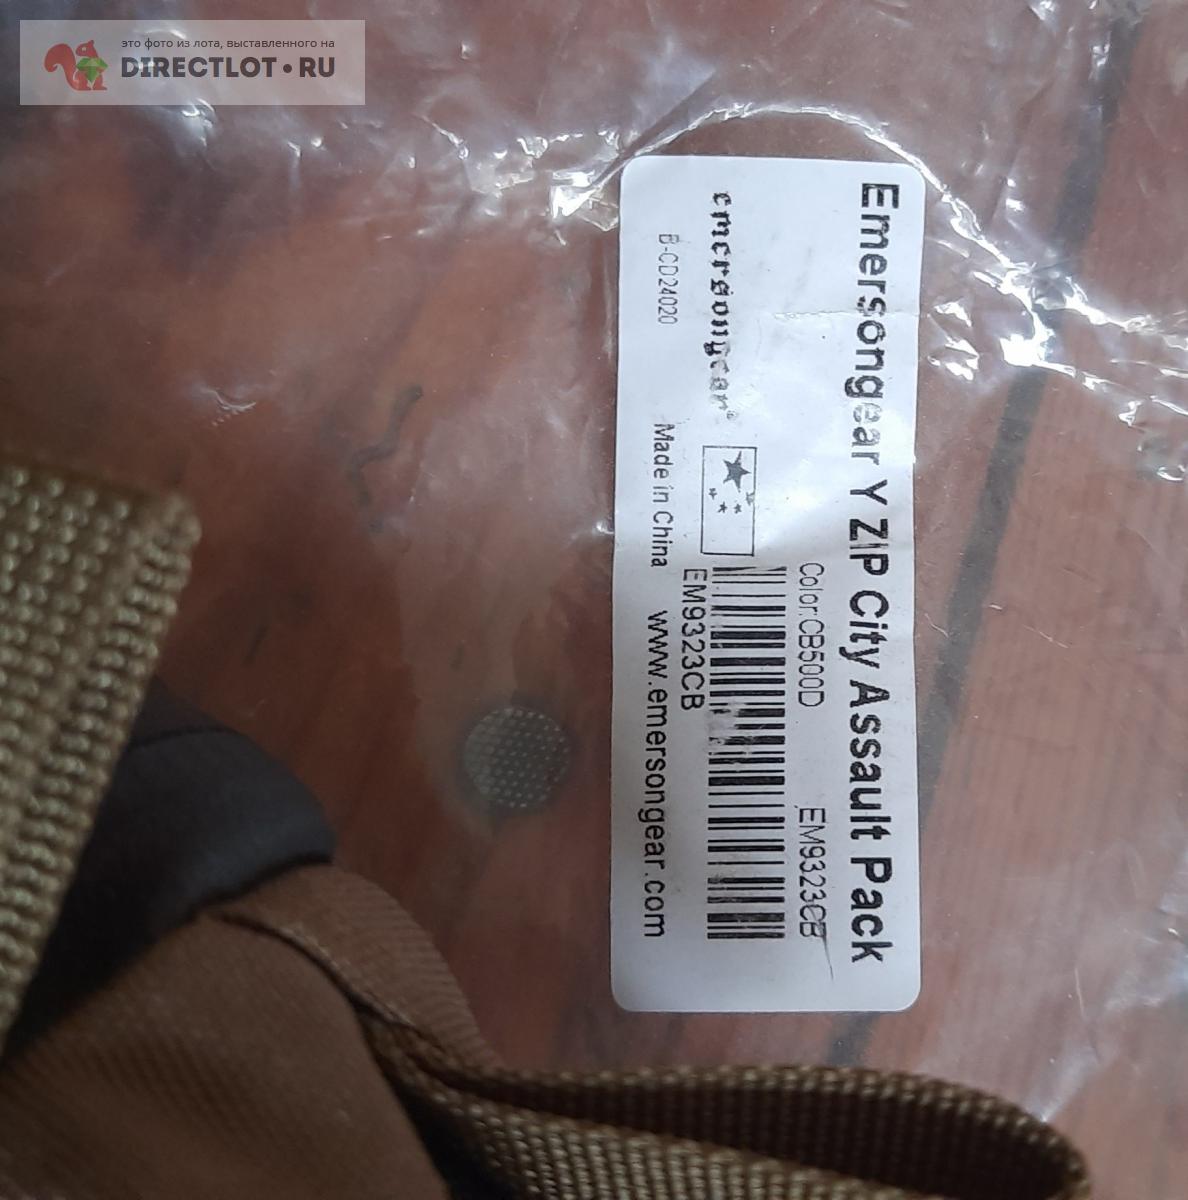 это фото из лота, выставленного на
DIRECTLOT.RU
Emersongear Y ZIP City Assault Pack
Color:CB500D EM9323CB
emersongear®
EM9323CB
B-CD24020 Made in China www.emersongear.com